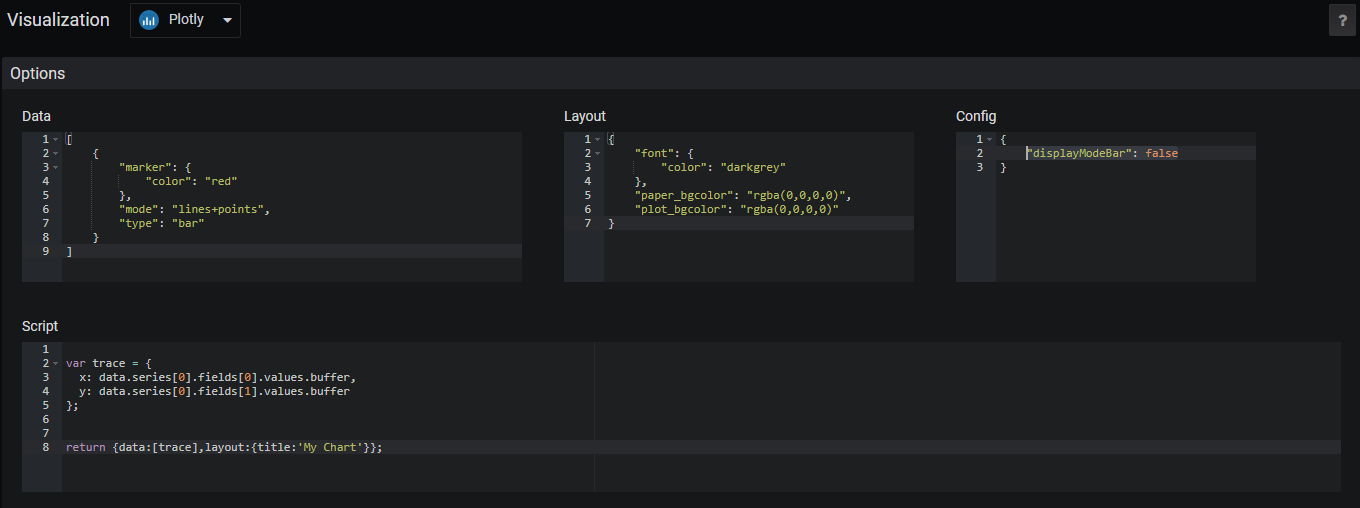 Visualization Plotly ?
Options
Data
1 [
2 {
3 "marker": {
4 "color": "red"
5 },
6 "mode": "lines+points",
7 "type": "bar"
8 }
9 ]
Layout
1 {
2 "font": {
3 "color": "darkgrey"
4 },
5 "paper_bgcolor": "rgba(0,0,0,0)",
6 "plot_bgcolor": "rgba(0,0,0,0)"
7 }
Config
1 {
2 "displayModeBar": false
3 }
Script
1
2 var trace = {
3 x: data.series[0].fields[0].values.buffer,
4 y: data.series[0].fields[1].values.buffer
5 };
6
7
8 return {data:[trace],layout:{title:'My Chart'}};